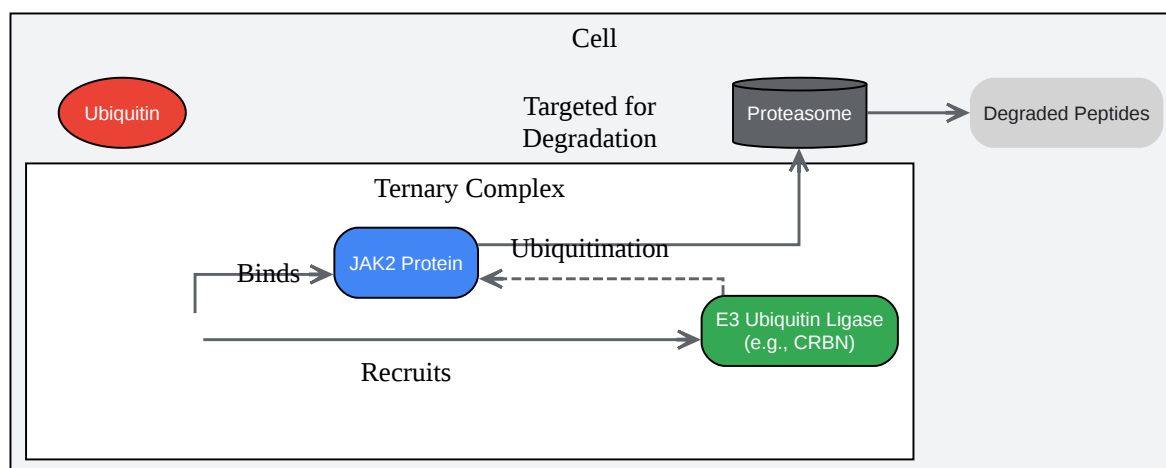 Cell
Ubiquitin
Targeted for
Degradation
Proteasome
Degraded Peptides
Ternary Complex
JAK2 Protein
Ubiquitination
Binds
E3 Ubiquitin Ligase
(e.g., CRBN)
Recruits